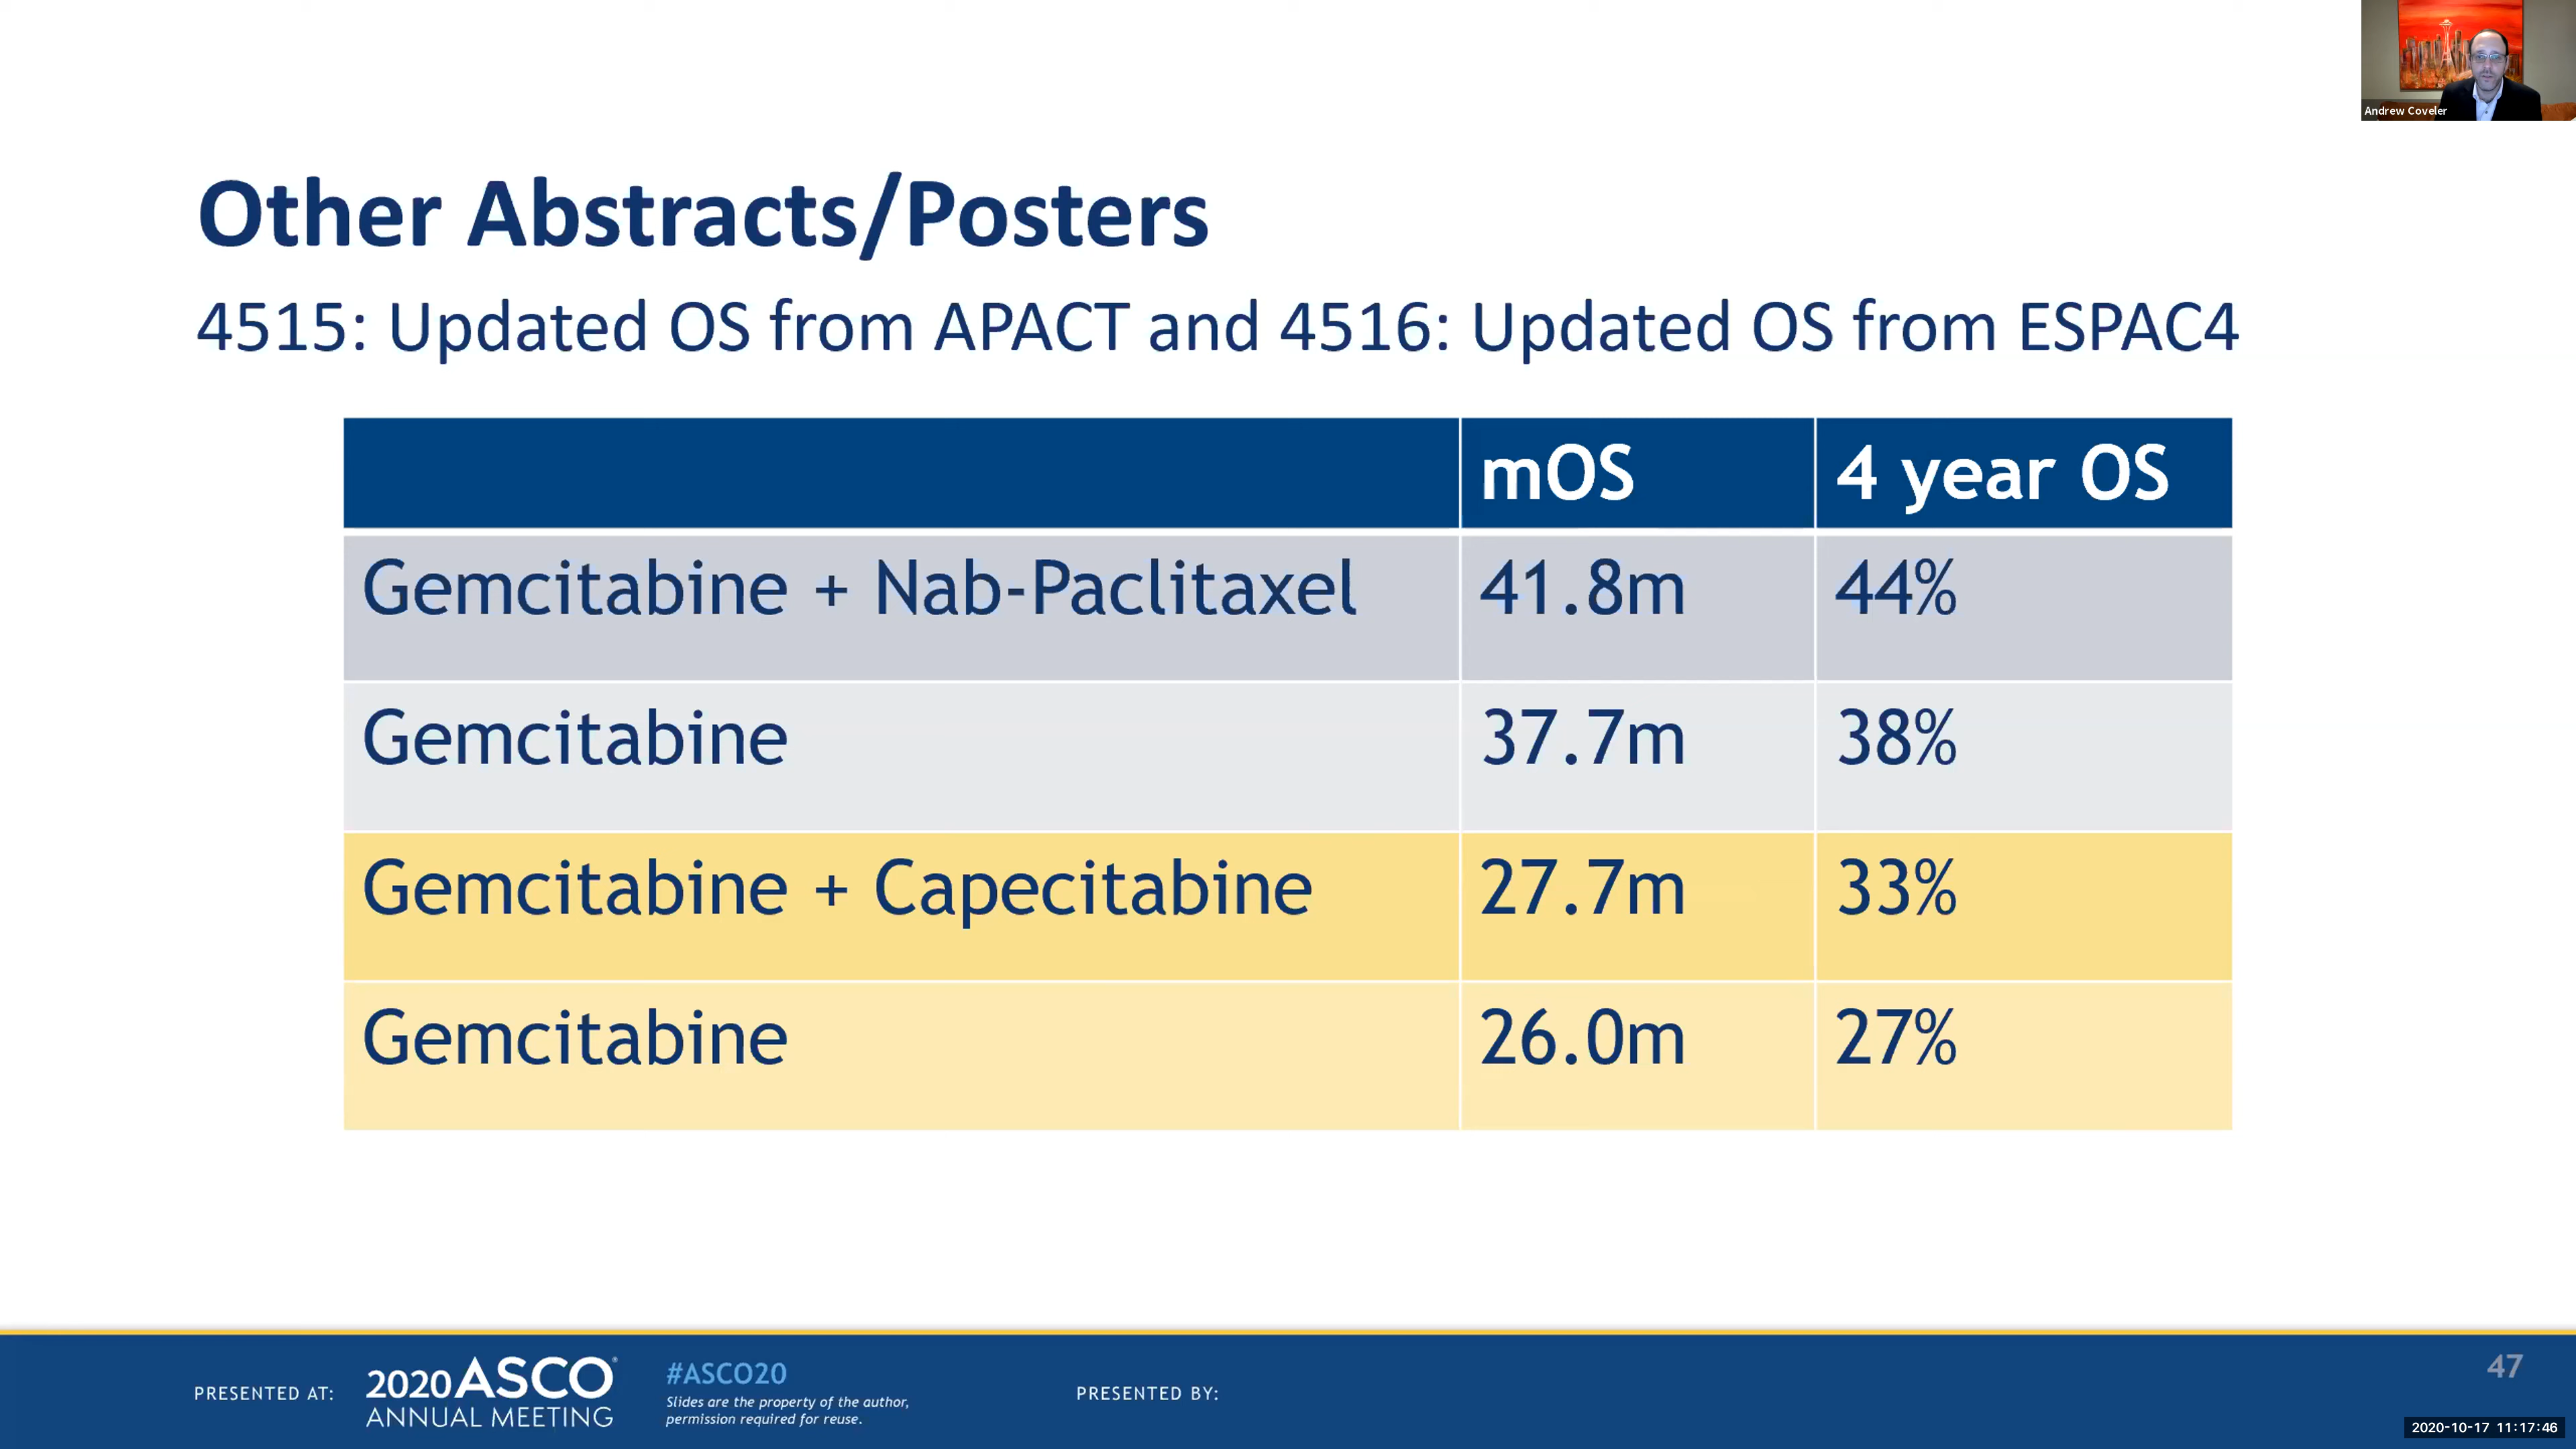 Andrew Coveler
Other Abstracts/Posters
4515: Updated OS from APACT and 4516: Updated OS from ESPAC4
mOS 4 year OS
Gemcitabine + Nab-Paclitaxel 41.8m 44%
Gemcitabine 37.7m 38%
Gemcitabine + Capecitabine 27.7m 33%
Gemcitabine 26.0m 27%
PRESENTED AT:
2020 ASCO®
ANNUAL MEETING
#ASCO20
Slides are the property of the author,
permission required for reuse.
PRESENTED BY:
47
2020-10-17 11:17:46